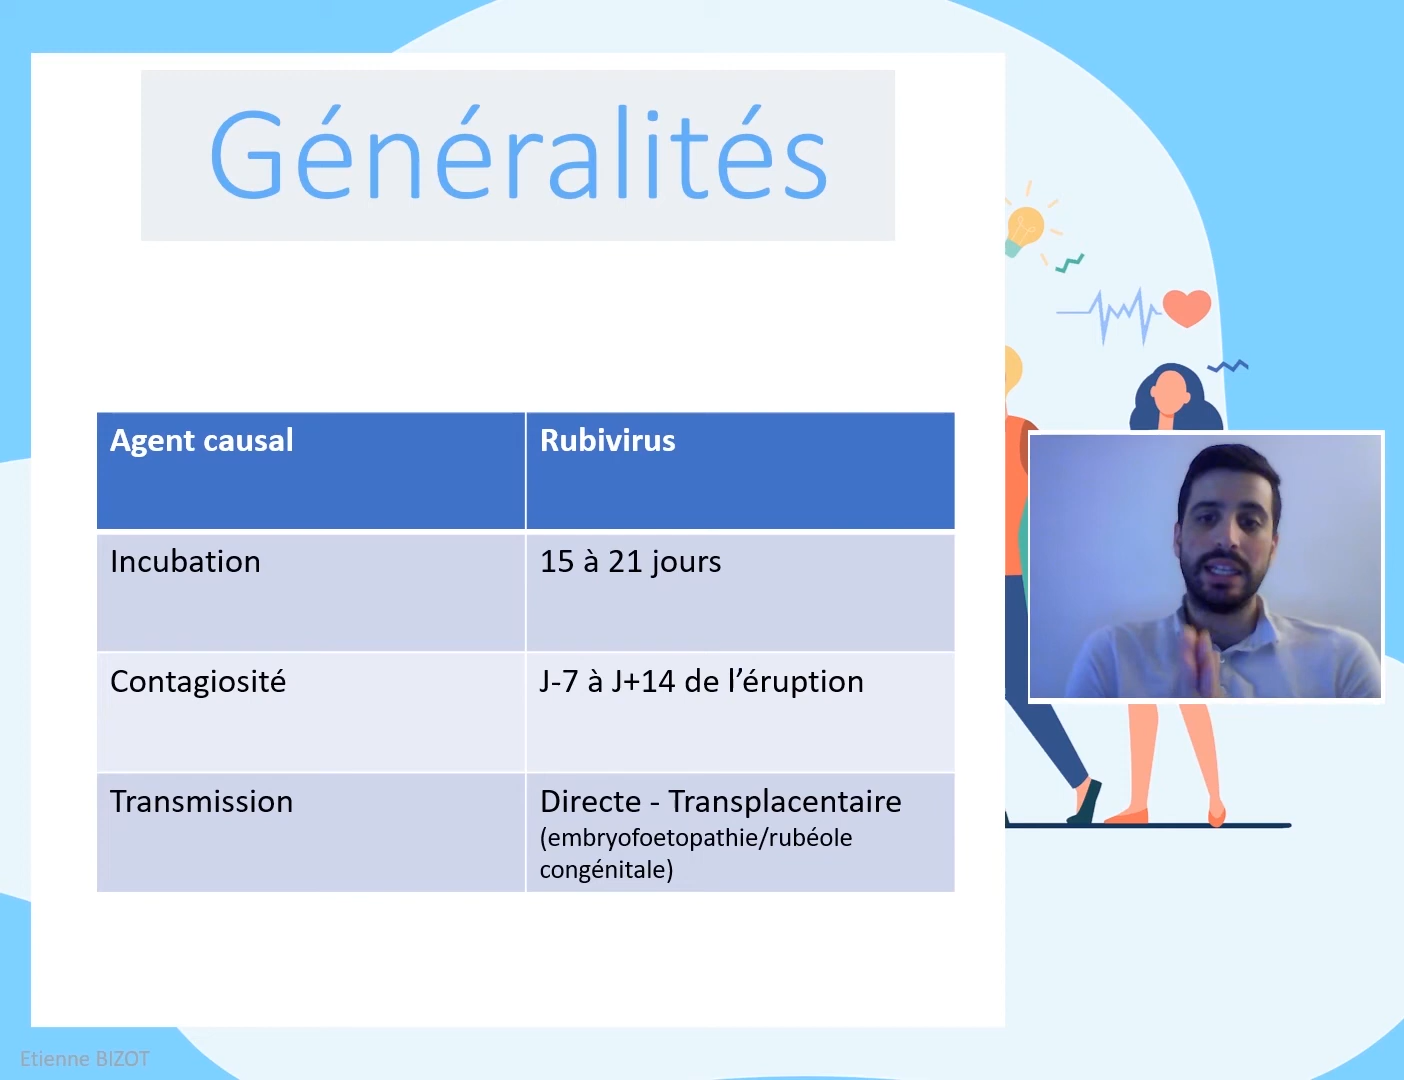 Généralités
Agent causal
Rubivirus
Incubation
15 à 21 jours
Contagiosité
J-7 à J+14 de l’éruption
Transmission
Directe - Transplacentaire
(embryofoetopathie/rubéole
congénitale)
Etienne BIZOT